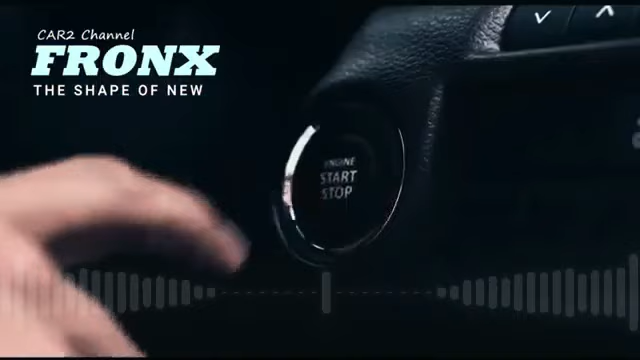 CAR2 Channel
FRONX
THE SHAPE OF NEW
ENGINE
START
STOP